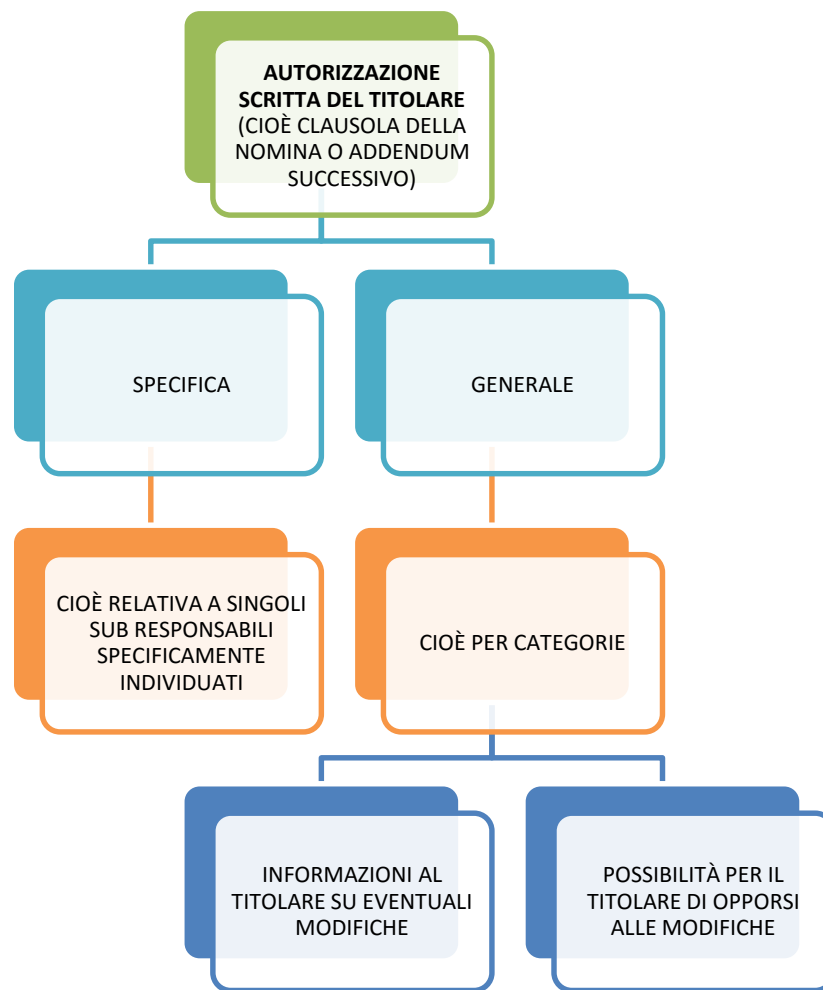 AUTORIZZAZIONE
SCRITTA DEL TITOLARE
(CIOÈ CLAUSOLA DELLA
NOMINA O ADDENDUM
SUCCESSIVO)
SPECIFICA
GENERALE
CIOÈ RELATIVA A SINGOLI
SUB RESPONSABILI
SPECIFICAMENTE
INDIVIDUATI
CIOÈ PER CATEGORIE
INFORMAZIONI AL
TITOLARE SU EVENTUALI
MODIFICHE
POSSIBILITÀ PER IL
TITOLARE DI OPPORSI
ALLE MODIFICHE